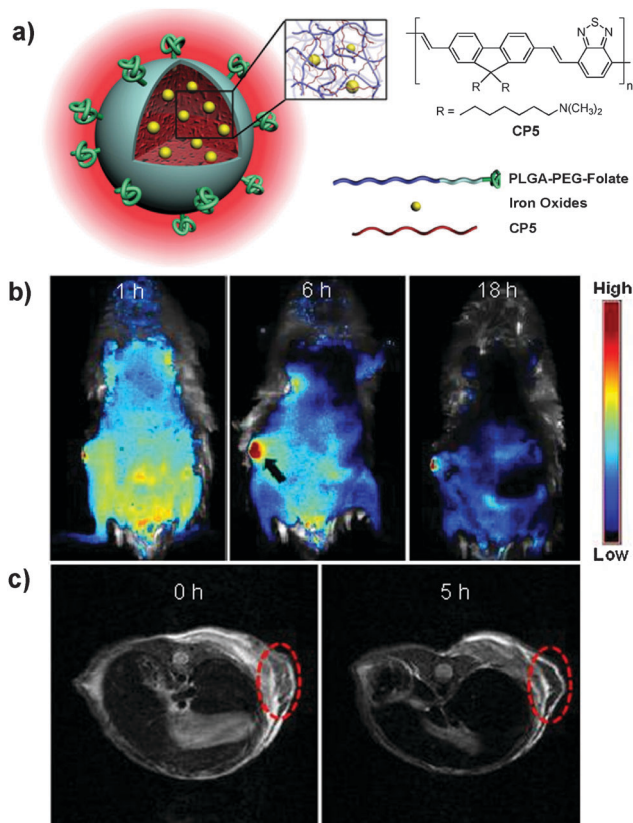 a)
N
S
N
n
R R
R =
N(CH₃)₂
CP5
PLGA-PEG-Folate
Iron Oxides
CP5
b)
1 h
6 h
18 h
High
Low
c)
0 h
5 h